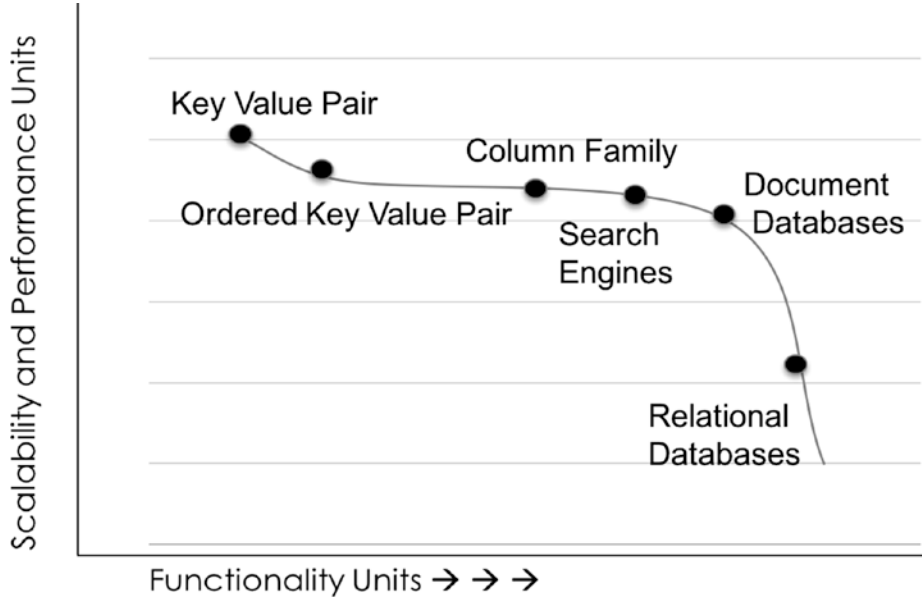 Scalability and Performance Units
Key Value Pair
Column Family
Document
Databases
Ordered Key Value Pair
Search
Engines
Relational
Databases
Functionality Units → → →